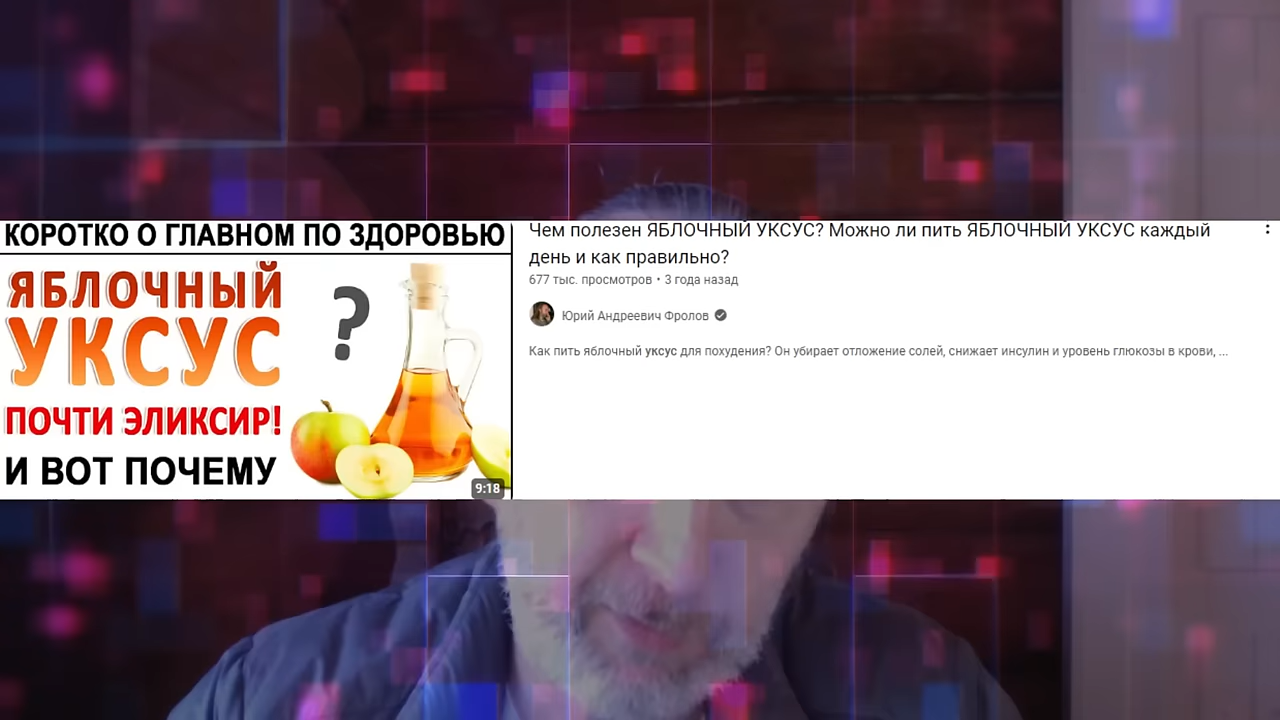 КОРОТКО О ГЛАВНОМ ПО ЗДОРОВЬЮ
ЯБЛОЧНЫЙ
УКСУС
?
ПОЧТИ ЭЛИКСИР!
И ВОТ ПОЧЕМУ
9:18
Чем полезен ЯБЛОЧНЫЙ УКСУС? Можно ли пить ЯБЛОЧНЫЙ УКСУС каждый
день и как правильно?
677 тыс. просмотров • 3 года назад
Юрий Андреевич Фролов
Как пить яблочный уксус для похудения? Он убирает отложение солей, снижает инсулин и уровень глюкозы в крови, ...